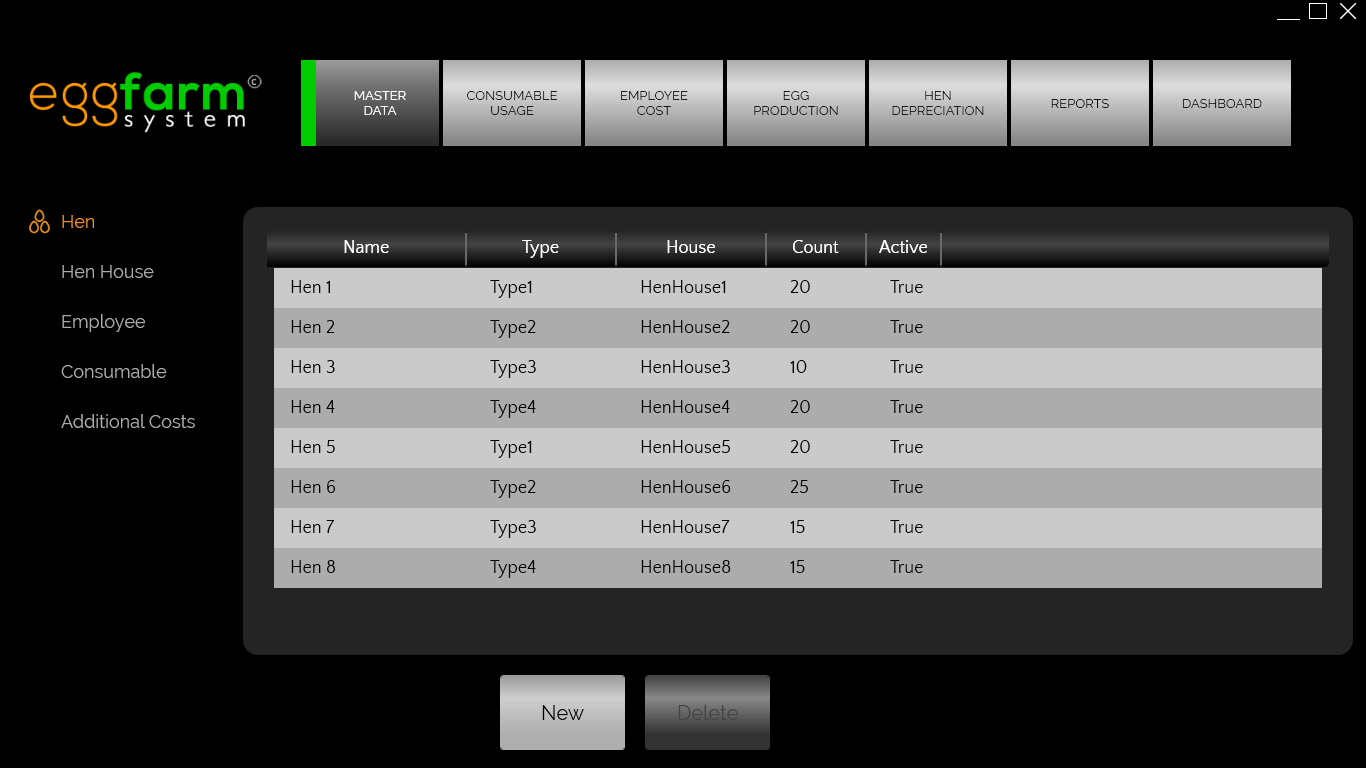 eggfarm©
system
MASTER
DATA
CONSUMABLE
USAGE
EMPLOYEE
COST
EGG
PRODUCTION
HEN
DEPRECIATION
REPORTS
DASHBOARD
Hen
Hen House
Employee
Consumable
Additional Costs
Name Type House Count Active
Hen 1 Type1 HenHouse1 20 True
Hen 2 Type2 HenHouse2 20 True
Hen 3 Type3 HenHouse3 10 True
Hen 4 Type4 HenHouse4 20 True
Hen 5 Type1 HenHouse5 20 True
Hen 6 Type2 HenHouse6 25 True
Hen 7 Type3 HenHouse7 15 True
Hen 8 Type4 HenHouse8 15 True
New
Delete